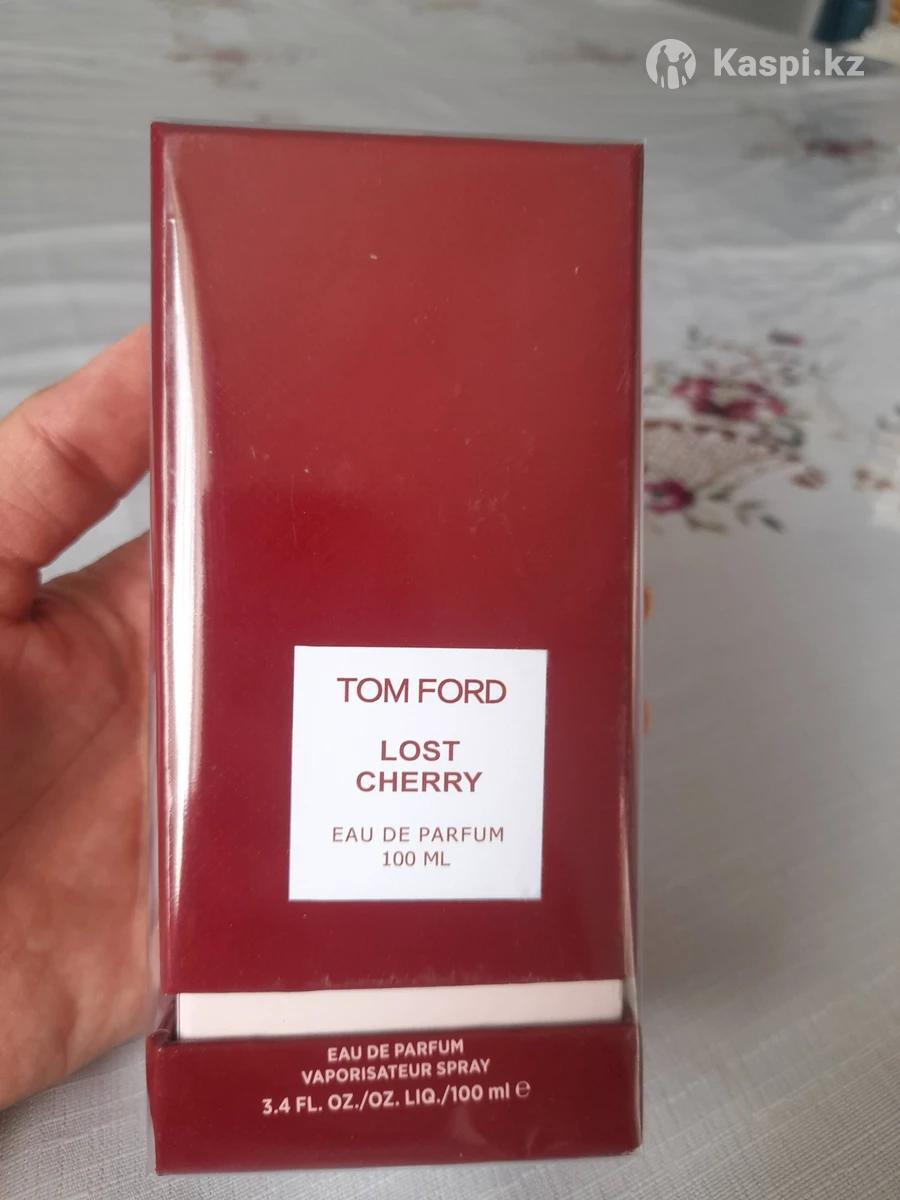 Kaspi.kz
TOM FORD
LOST
CHERRY
EAU DE PARFUM
100 ML
EAU DE PARFUM
VAPORISATEUR SPRAY
3.4 FL. OZ./OZ. LIQ./100 ml ℮